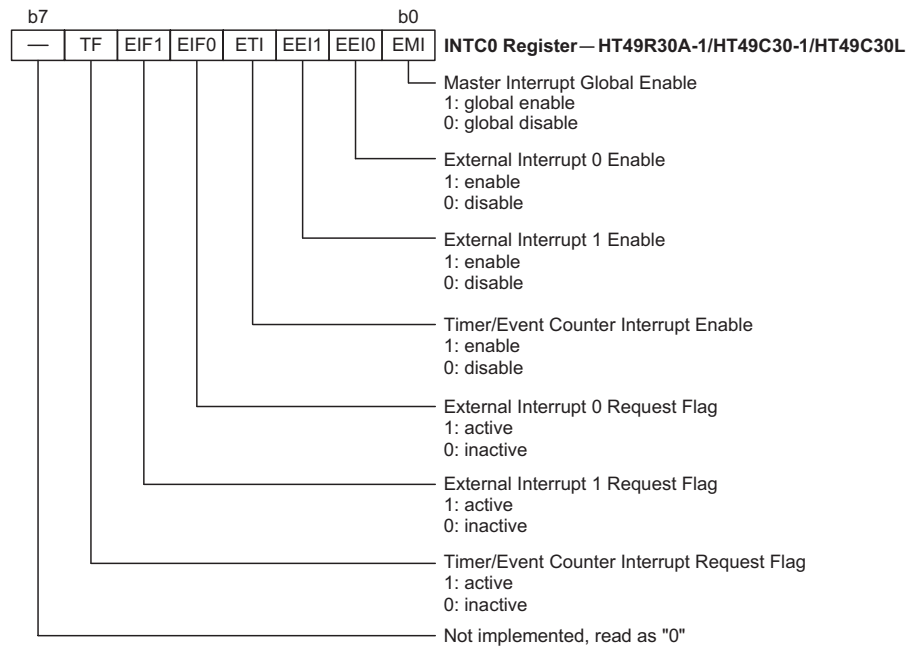 b7 b0
— TF EIF1 EIF0 ETI EEI1 EEI0 EMI INTC0 Register — HT49R30A-1/HT49C30-1/HT49C30L
Master Interrupt Global Enable
1: global enable
0: global disable
External Interrupt 0 Enable
1: enable
0: disable
External Interrupt 1 Enable
1: enable
0: disable
Timer/Event Counter Interrupt Enable
1: enable
0: disable
External Interrupt 0 Request Flag
1: active
0: inactive
External Interrupt 1 Request Flag
1: active
0: inactive
Timer/Event Counter Interrupt Request Flag
1: active
0: inactive
Not implemented, read as "0"